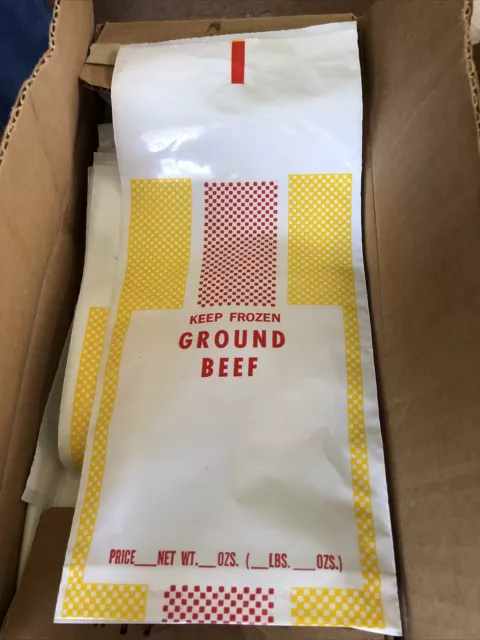 KEEP FROZEN
GROUND
BEEF
PRICE___NET WT.___OZS. (___LBS. ___OZS.)